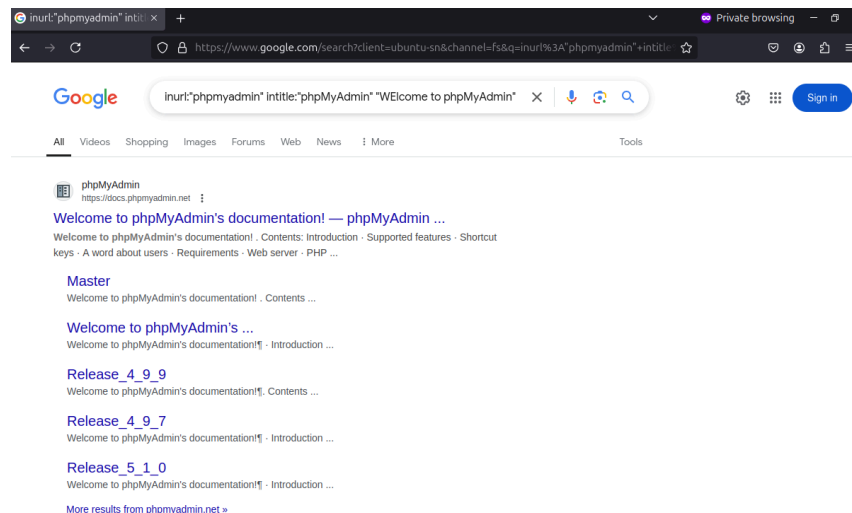 inurl:"phpmyadmin" intitl
Private browsing
https://www.google.com/search?client=ubuntu-sn&channel=fs&q=inurl%3A"phpmyadmin"+intitle
Google
inurl:"phpmyadmin" intitle:"phpMyAdmin" "WElcome to phpMyAdmin"
Sign in
All Videos Shopping Images Forums Web News More Tools
phpMyAdmin
https://docs.phpmyadmin.net
Welcome to phpMyAdmin's documentation! — phpMyAdmin ...
Welcome to phpMyAdmin's documentation! . Contents: Introduction · Supported features · Shortcut
keys · A word about users · Requirements · Web server · PHP ...
Master
Welcome to phpMyAdmin's documentation! . Contents ...
Welcome to phpMyAdmin's ...
Welcome to phpMyAdmin's documentation!¶ · Introduction ...
Release_4_9_9
Welcome to phpMyAdmin's documentation!¶. Contents ...
Release_4_9_7
Welcome to phpMyAdmin's documentation!¶ · Introduction ...
Release_5_1_0
Welcome to phpMyAdmin's documentation!¶ · Introduction ...
More results from phpmyadmin.net »